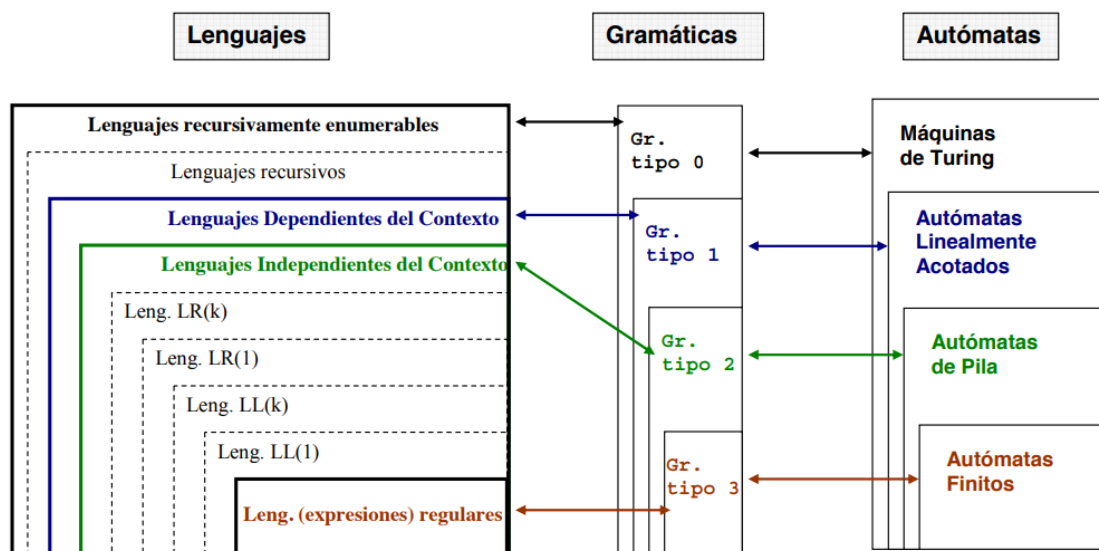 Lenguajes
Gramáticas
Autómatas
Lenguajes recursivamente enumerables
Lenguajes recursivos
Lenguajes Dependientes del Contexto
Lenguajes Independientes del Contexto
Leng. LR(k)
Leng. LR(1)
Leng. LL(k)
Leng. LL(1)
Leng. (expresiones) regulares
Gr.
tipo 0
Gr.
tipo 1
Gr.
tipo 2
Gr.
tipo 3
Máquinas
de Turing
Autómatas
Linealmente
Acotados
Autómatas
de Pila
Autómatas
Finitos